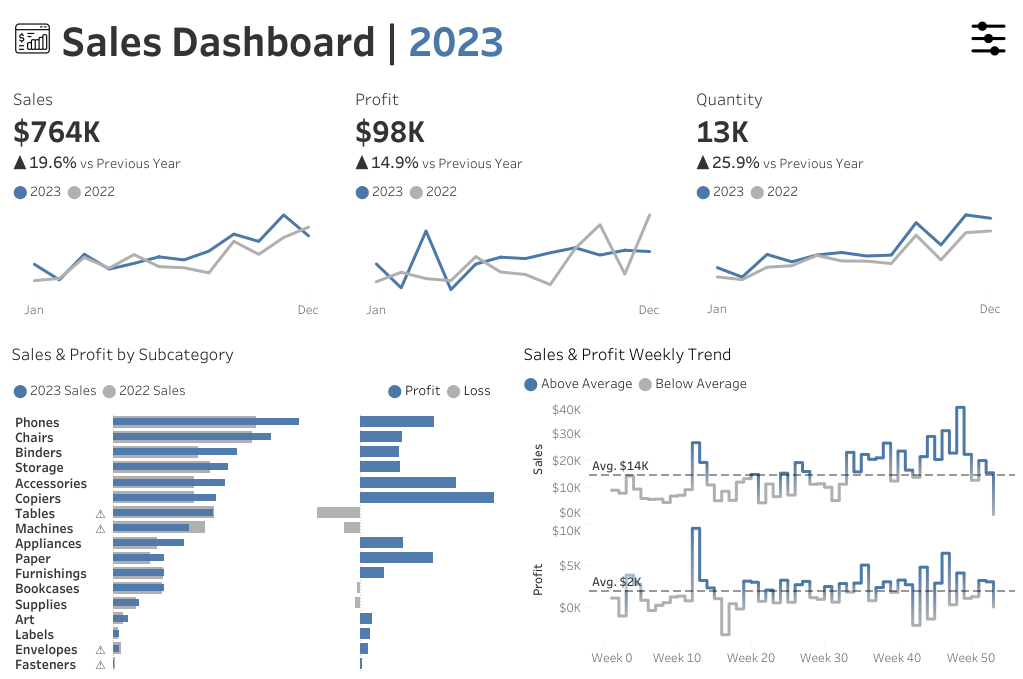 Sales Dashboard | 2023
Sales
$764K
▲ 19.6% vs Previous Year
2023 2022
Jan Dec
Profit
$98K
▲ 14.9% vs Previous Year
2023 2022
Jan Dec
Quantity
13K
▲ 25.9% vs Previous Year
2023 2022
Jan Dec
Sales & Profit by Subcategory
2023 Sales 2022 Sales
Profit Loss
Phones
Chairs
Binders
Storage
Accessories
Copiers
Tables ⚠
Machines ⚠
Appliances
Paper
Furnishings
Bookcases
Supplies
Art
Labels
Envelopes ⚠
Fasteners ⚠
Sales & Profit Weekly Trend
Above Average Below Average
Sales
$40K
$30K
$20K
Avg. $14K
$10K
$0K
Profit
$10K
$5K
Avg. $2K
$0K
Week 0 Week 10 Week 20 Week 30 Week 40 Week 50